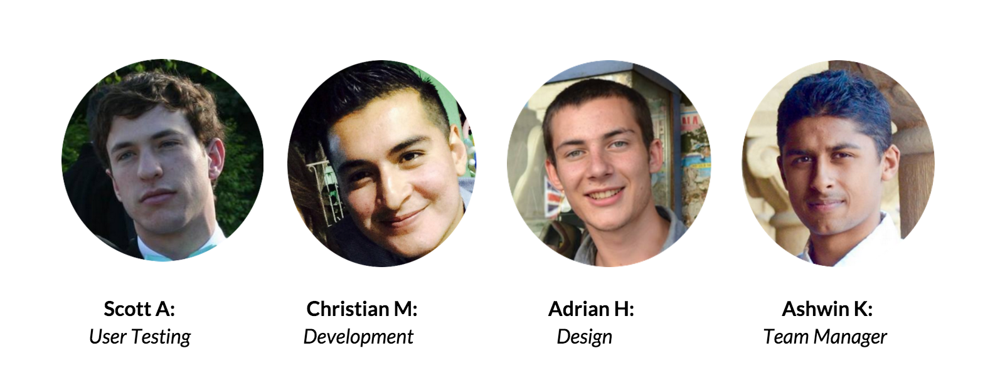 Scott A:
User Testing
Christian M:
Development
Adrian H:
Design
Ashwin K:
Team Manager